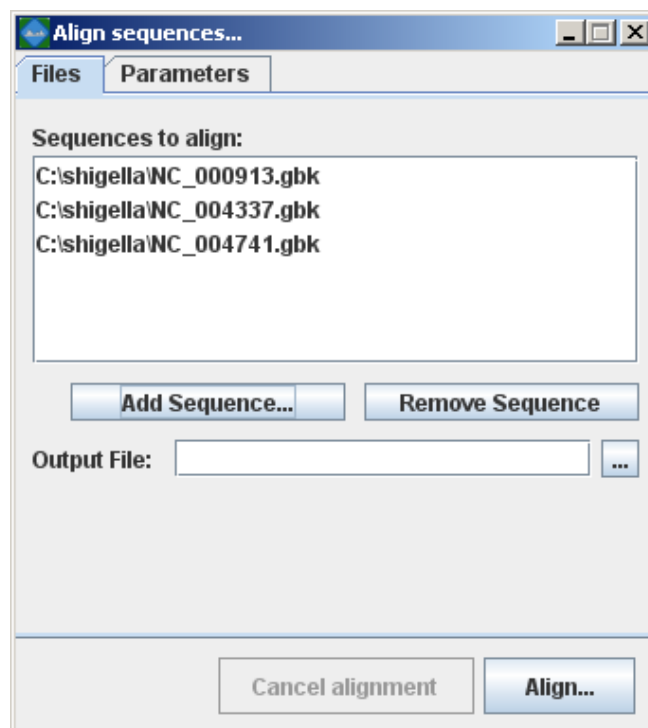 Align sequences...
Files Parameters
Sequences to align:
C:\shigella\NC_000913.gbk
C:\shigella\NC_004337.gbk
C:\shigella\NC_004741.gbk
Add Sequence... Remove Sequence
Output File: ...
Cancel alignment Align...